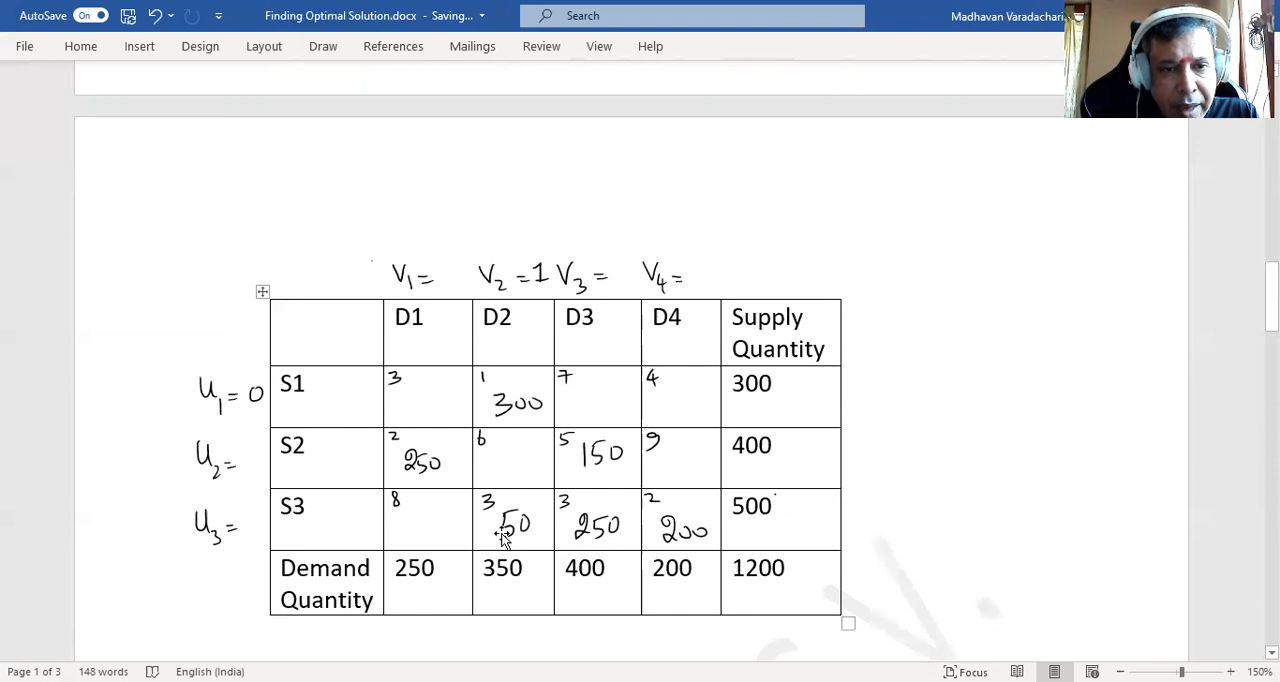 AutoSave On Finding Optimal Solution.docx - Saving... Search Madhavan Varadachari
File Home Insert Design Layout Draw References Mailings Review View Help
V1= V2 =1 V3 = V4 =
D1 D2 D3 D4 Supply
Quantity
U1 = 0 S1 3 1 300 7 4 300
U2 = S2 2 250 6 5 150 9 400
U3 = S3 8 3 50 3 250 2 200 500
Demand 250 350 400 200 1200
Quantity
V.
Page 1 of 3 148 words English (India) Focus 150%